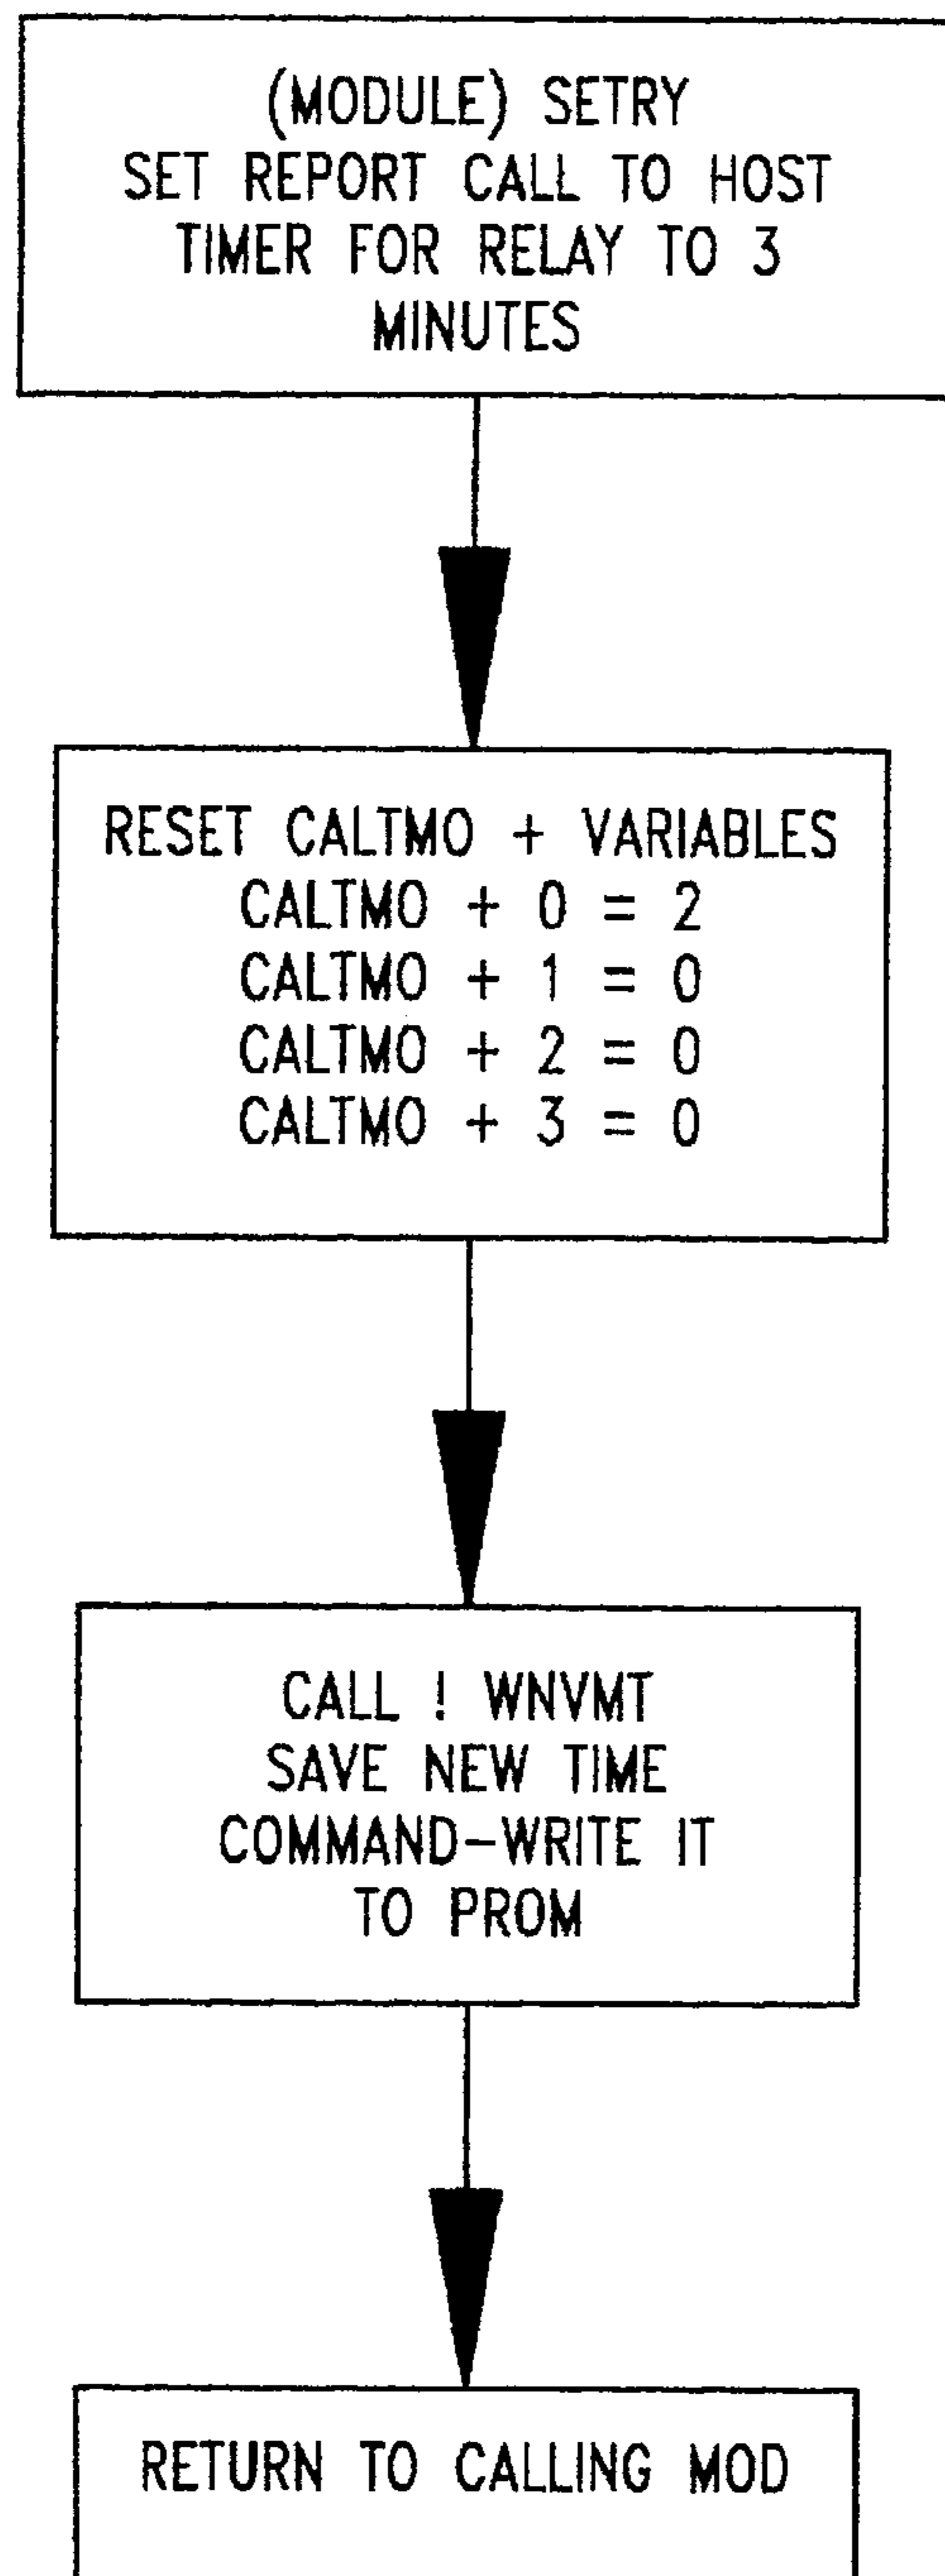 (MODULE) SETRY
SET REPORT CALL TO HOST
TIMER FOR RELAY TO 3
MINUTES
RESET CALTMO + VARIABLES
CALTMO + 0 = 2
CALTMO + 1 = 0
CALTMO + 2 = 0
CALTMO + 3 = 0
CALL ! WNVMT
SAVE NEW TIME
COMMAND-WRITE IT
TO PROM
RETURN TO CALLING MOD